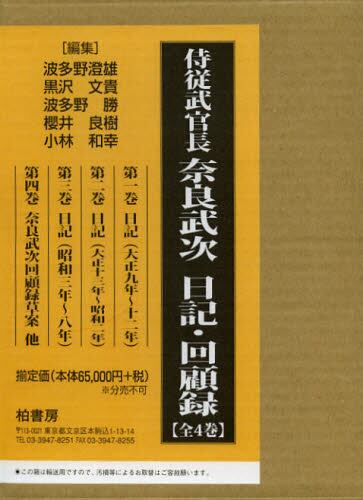 侍従武官長 奈良武次 日記・回顧録【全4巻】
［編集］
波多野澄雄
黒沢 文貴
波多野 勝
櫻井 良樹
小林 和幸
第一巻 日記（大正九年～十二年）
第二巻 日記（大正十三年～昭和二年）
第三巻 日記（昭和三年～八年）
第四巻 奈良武次回顧録草案 他
揃定価（本体65,000円＋税）
※分売不可
柏書房
〒113-0021 東京都文京区本駒込1-13-14
TEL 03-3947-8251 FAX 03-3947-8255
●この箱は輸送用ですので、汚損等によるお取替はご容赦願います。